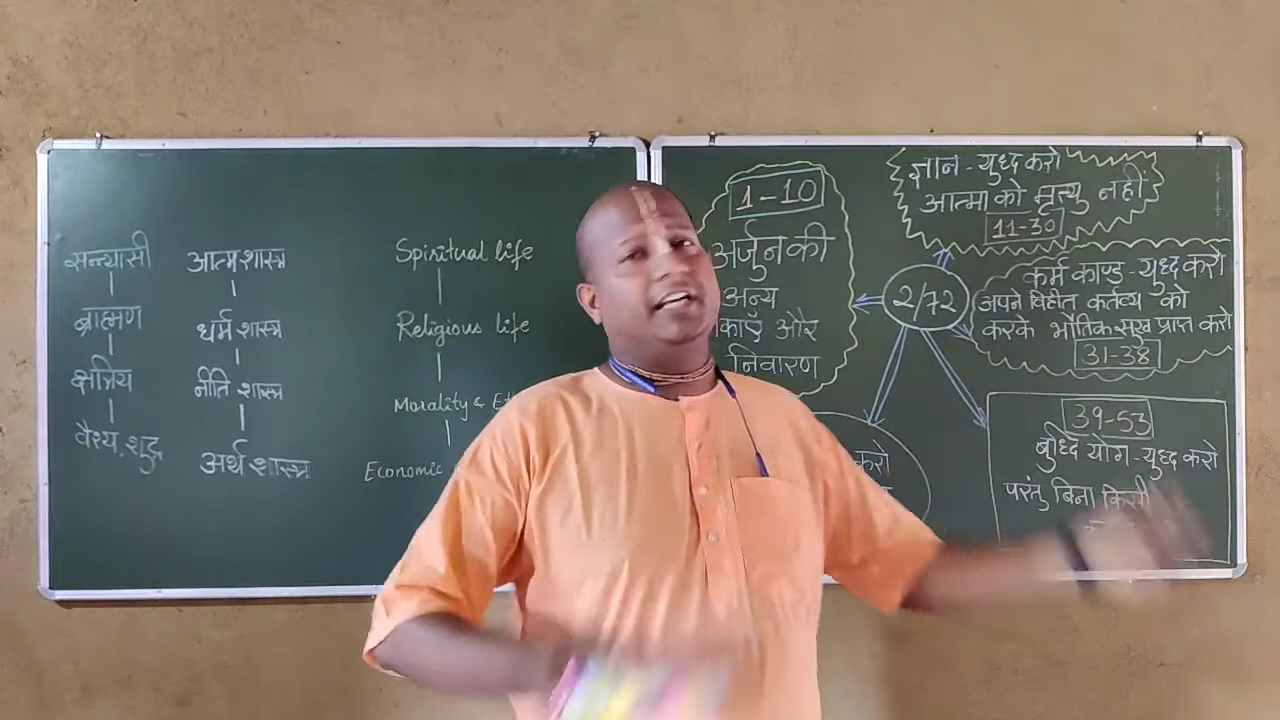 सन्यासी
ब्राह्मण
क्षत्रिय
वैश्य, शुद्र
आत्मशास्त्र
धर्म शास्त्र
नीति शास्त्र
अर्थ शास्त्र
Spiritual life
Religious life
Morality &
Economic
1-10
अर्जुन की
अन्य
और
निवारण
ज्ञान - युध्द करो
आत्मा को मृत्यु नहीं
11-30
2/72
कर्म काण्ड - युध्द करो
अपने विहीत कर्तव्य को
करके भौतिक सुख प्राप्त करो
31-38
39-53
बुध्दि योग - युध्द करो
परंतु बिना किसी
करो